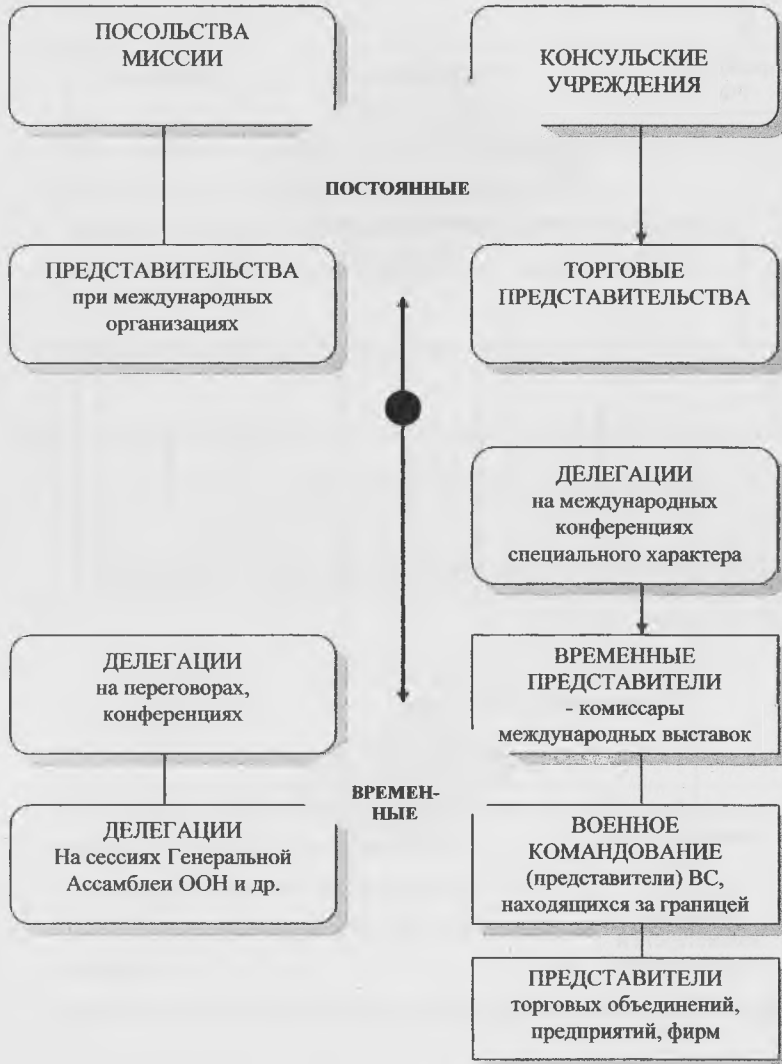 ПОСОЛЬСТВА
МИССИИ
КОНСУЛЬСКИЕ
УЧРЕЖДЕНИЯ
ПОСТОЯННЫЕ
ПРЕДСТАВИТЕЛЬСТВА
при международных
организациях
ТОРГОВЫЕ
ПРЕДСТАВИТЕЛЬСТВА
ДЕЛЕГАЦИИ
на международных
конференциях
специального характера
ДЕЛЕГАЦИИ
на переговорах,
конференциях
ВРЕМЕННЫЕ
ПРЕДСТАВИТЕЛИ
- комиссары
международных выставок
ВРЕМЕН-
НЫЕ
ДЕЛЕГАЦИИ
На сессиях Генеральной
Ассамблеи ООН и др.
ВОЕННОЕ
КОМАНДОВАНИЕ
(представители) ВС,
находящихся за границей
ПРЕДСТАВИТЕЛИ
торговых объединений,
предприятий, фирм